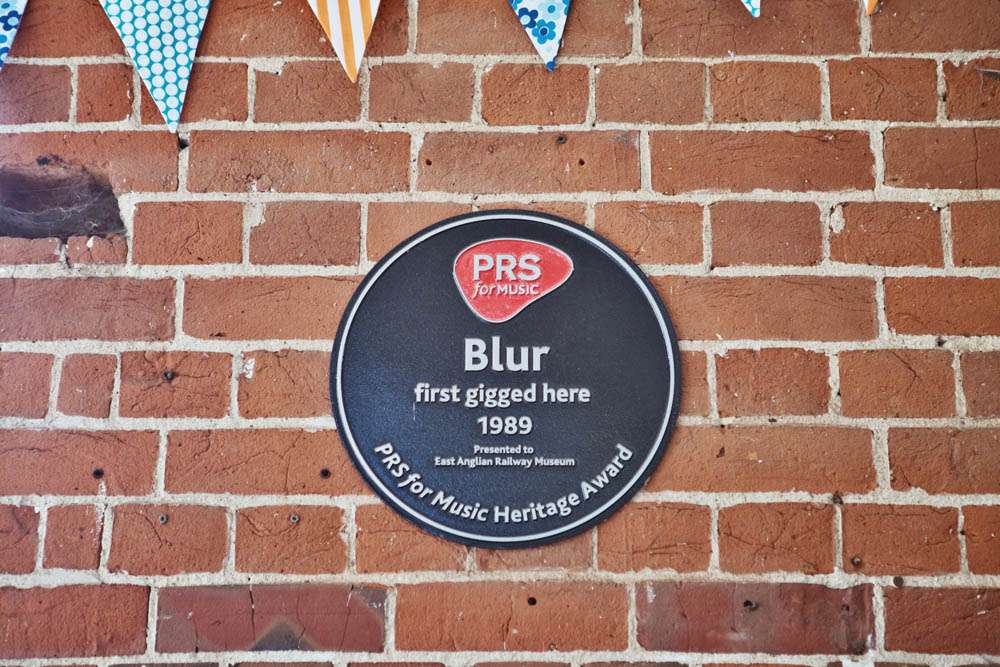 PRS
for MUSIC
Blur
first gigged here
1989
Presented to
East Anglian Railway Museum
PRS for Music Heritage Award